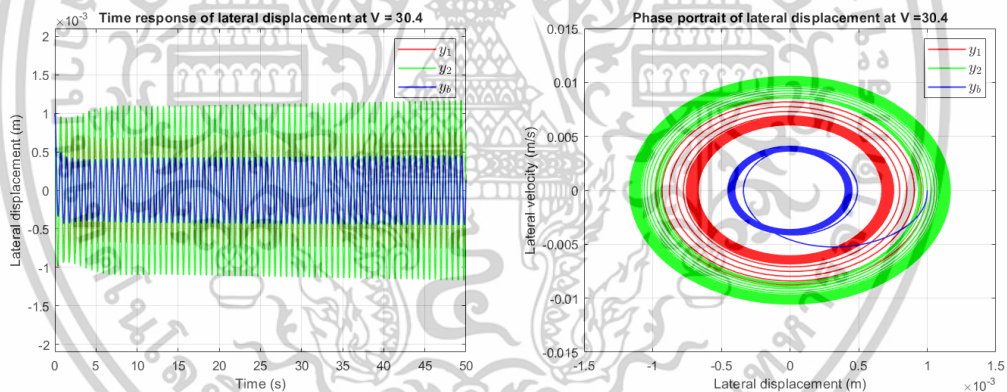 Time response of lateral displacement at V = 30.4
×10⁻³
2
1.5
1
0.5
0
-0.5
-1
-1.5
-2
Lateral displacement (m)
0 5 10 15 20 25 30 35 40 45 50
Time (s)
y₁
y₂
y_b
Phase portrait of lateral displacement at V =30.4
0.015
0.01
0.005
0
-0.005
-0.01
-0.015
Lateral velocity (m/s)
-1.5 -1 -0.5 0 0.5 1 1.5
×10⁻³
Lateral displacement (m)
y₁
y₂
y_b